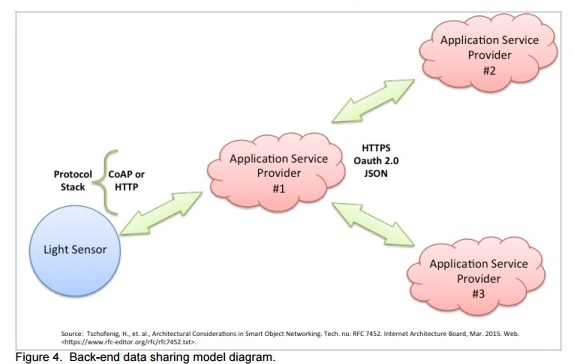 Application Service
Provider
#2
HTTPS
Oauth 2.0
JSON
Application Service
Provider
#1
Protocol
Stack
CoAP or
HTTP
Light Sensor
Application Service
Provider
#3
Source: Tschofenig, H., et. al., Architectural Considerations in Smart Object Networking. Tech. no. RFC 7452. Internet Architecture Board, Mar. 2015. Web.
<https://www.rfc-editor.org/rfc/rfc7452.txt>.
Figure 4. Back-end data sharing model diagram.